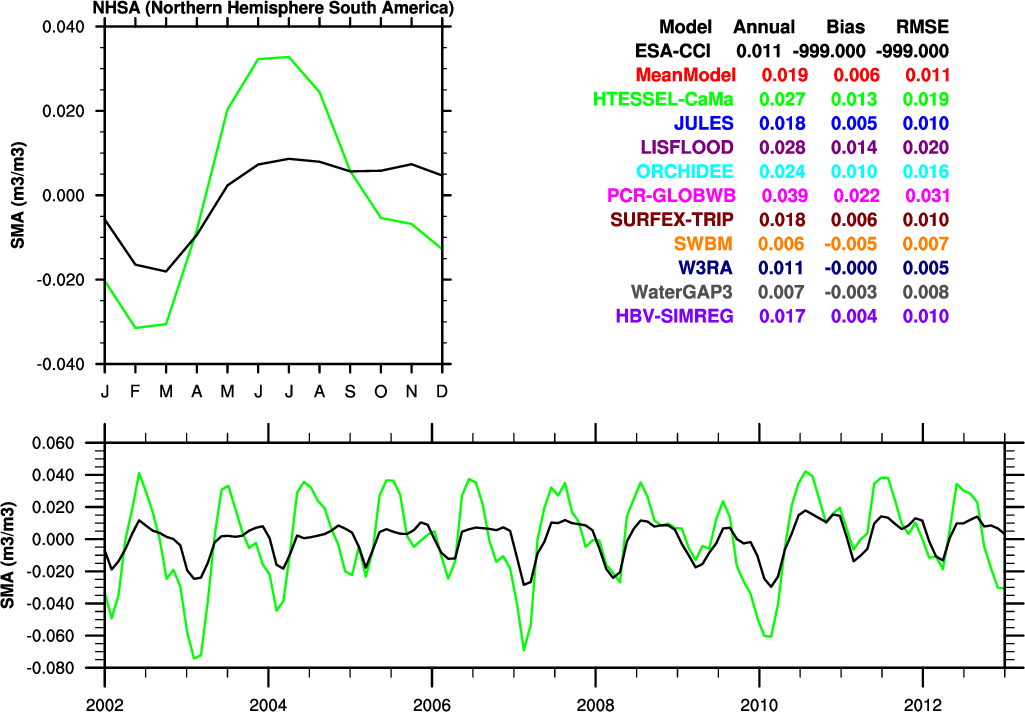 NHSA (Northern Hemisphere South America)
0.040
0.020
0.000
-0.020
-0.040
SMA (m3/m3)
J F M A M J J A S O N D
Model Annual Bias RMSE
ESA-CCI 0.011 -999.000 -999.000
MeanModel 0.019 0.006 0.011
HTESSEL-CaMa 0.027 0.013 0.019
JULES 0.018 0.005 0.010
LISFLOOD 0.028 0.014 0.020
ORCHIDEE 0.024 0.010 0.016
PCR-GLOBWB 0.039 0.022 0.031
SURFEX-TRIP 0.018 0.006 0.010
SWBM 0.006 -0.005 0.007
W3RA 0.011 -0.000 0.005
WaterGAP3 0.007 -0.003 0.008
HBV-SIMREG 0.017 0.004 0.010
0.060
0.040
0.020
0.000
-0.020
-0.040
-0.060
-0.080
SMA (m3/m3)
2002 2004 2006 2008 2010 2012